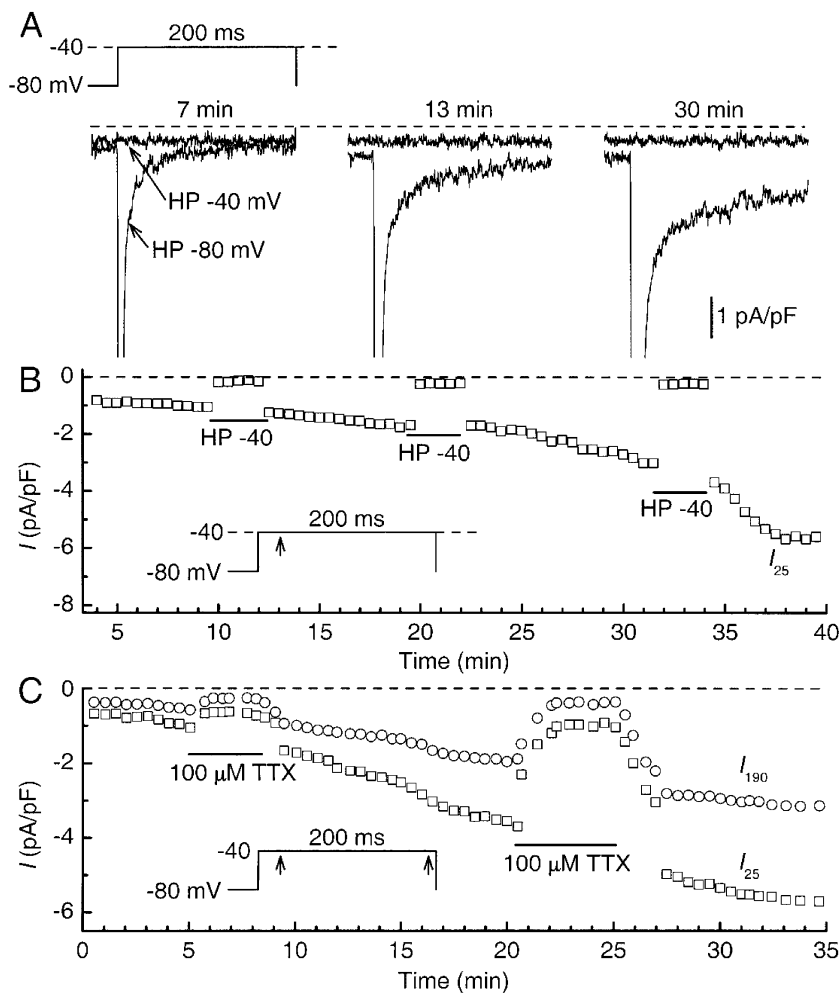 A
200 ms
-40
-80 mV
7 min
13 min
30 min
HP -40 mV
HP -80 mV
1 pA/pF
B
0
-2
-4
-6
-8
I (pA/pF)
HP -40
HP -40
HP -40
200 ms
-40
-80 mV
I25
5
10
15
20
25
30
35
40
Time (min)
C
0
-2
-4
-6
I (pA/pF)
100 µM TTX
100 µM TTX
200 ms
-40
-80 mV
I190
I25
0
5
10
15
20
25
30
35
Time (min)